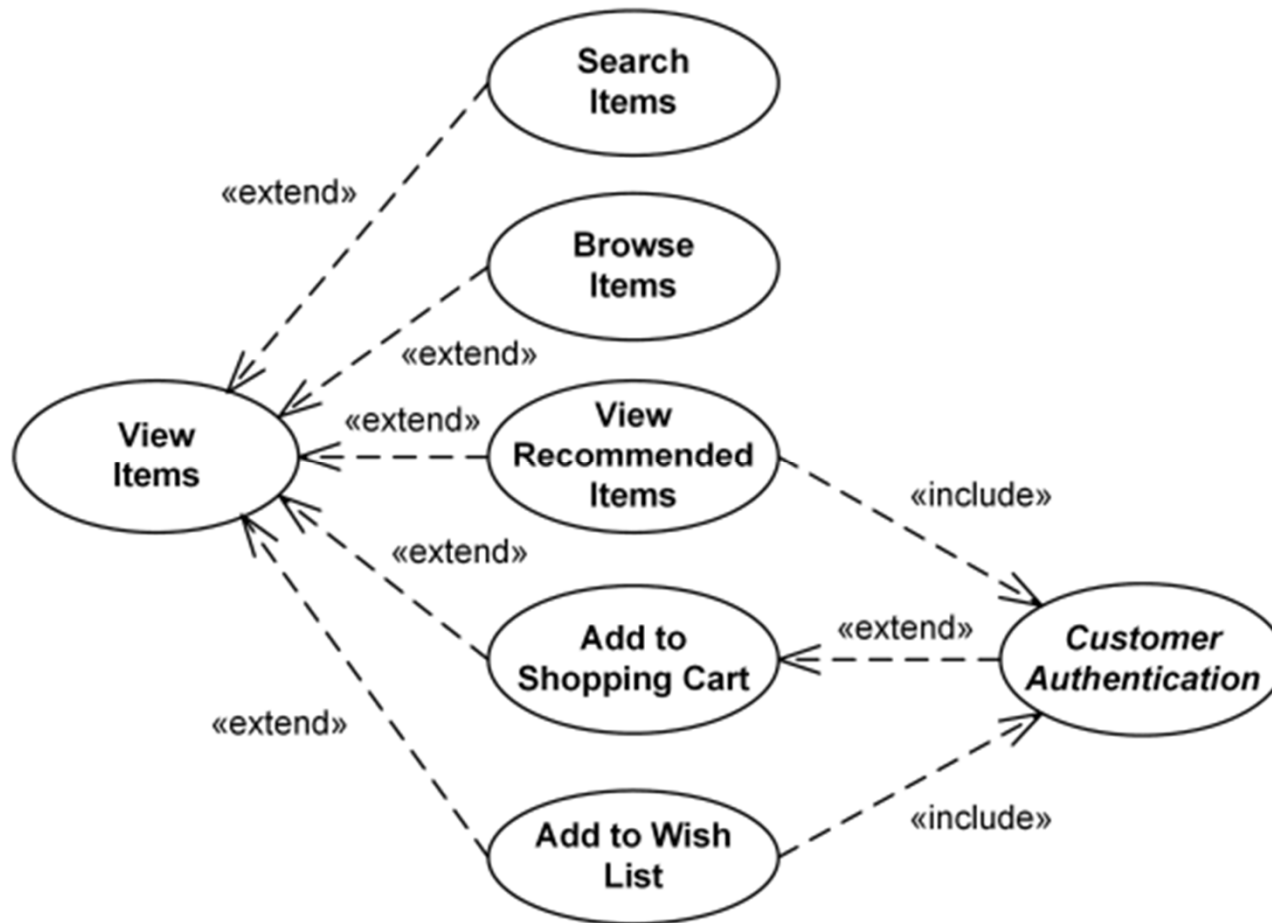 Search
Items
«extend»
Browse
Items
«extend»
View
Items
«extend»
View
Recommended
Items
«include»
«extend»
Add to
Shopping Cart
«extend»
Customer
Authentication
«extend»
Add to Wish
List
«include»